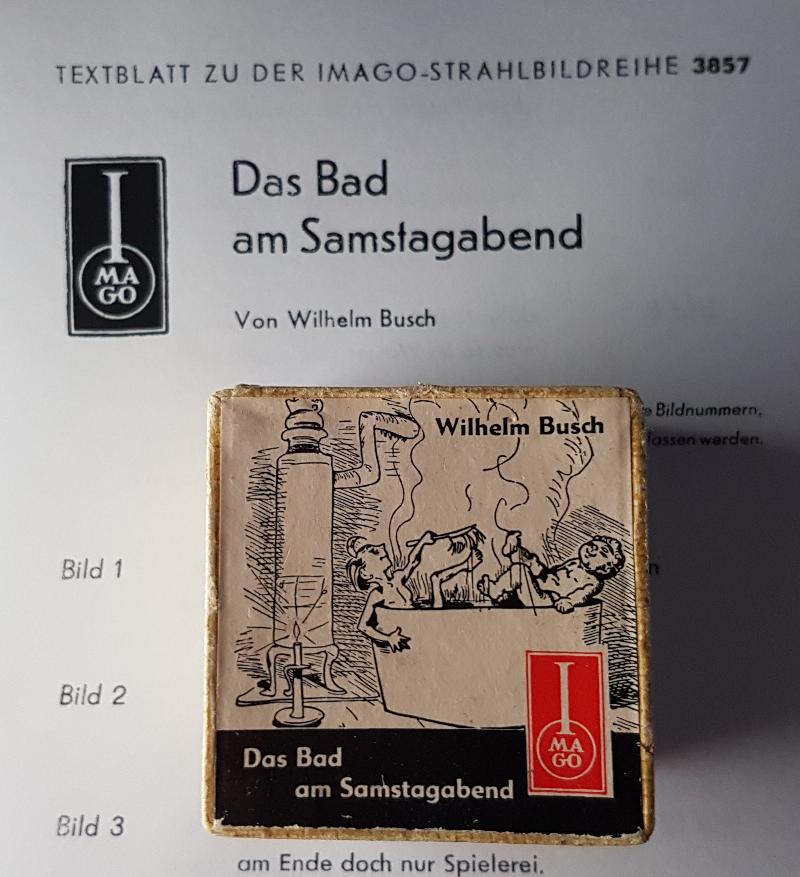 TEXTBLATT ZU DER IMAGO-STRAHLBILDREIHE 3857
I
MA
GO
Das Bad
am Samstagabend
Von Wilhelm Busch
Bildnummern,
lassen werden.
Bild 1
Bild 2
Bild 3
am Ende doch nur Spielerei.
Wilhelm Busch
Das Bad
am Samstagabend
I
MA
GO